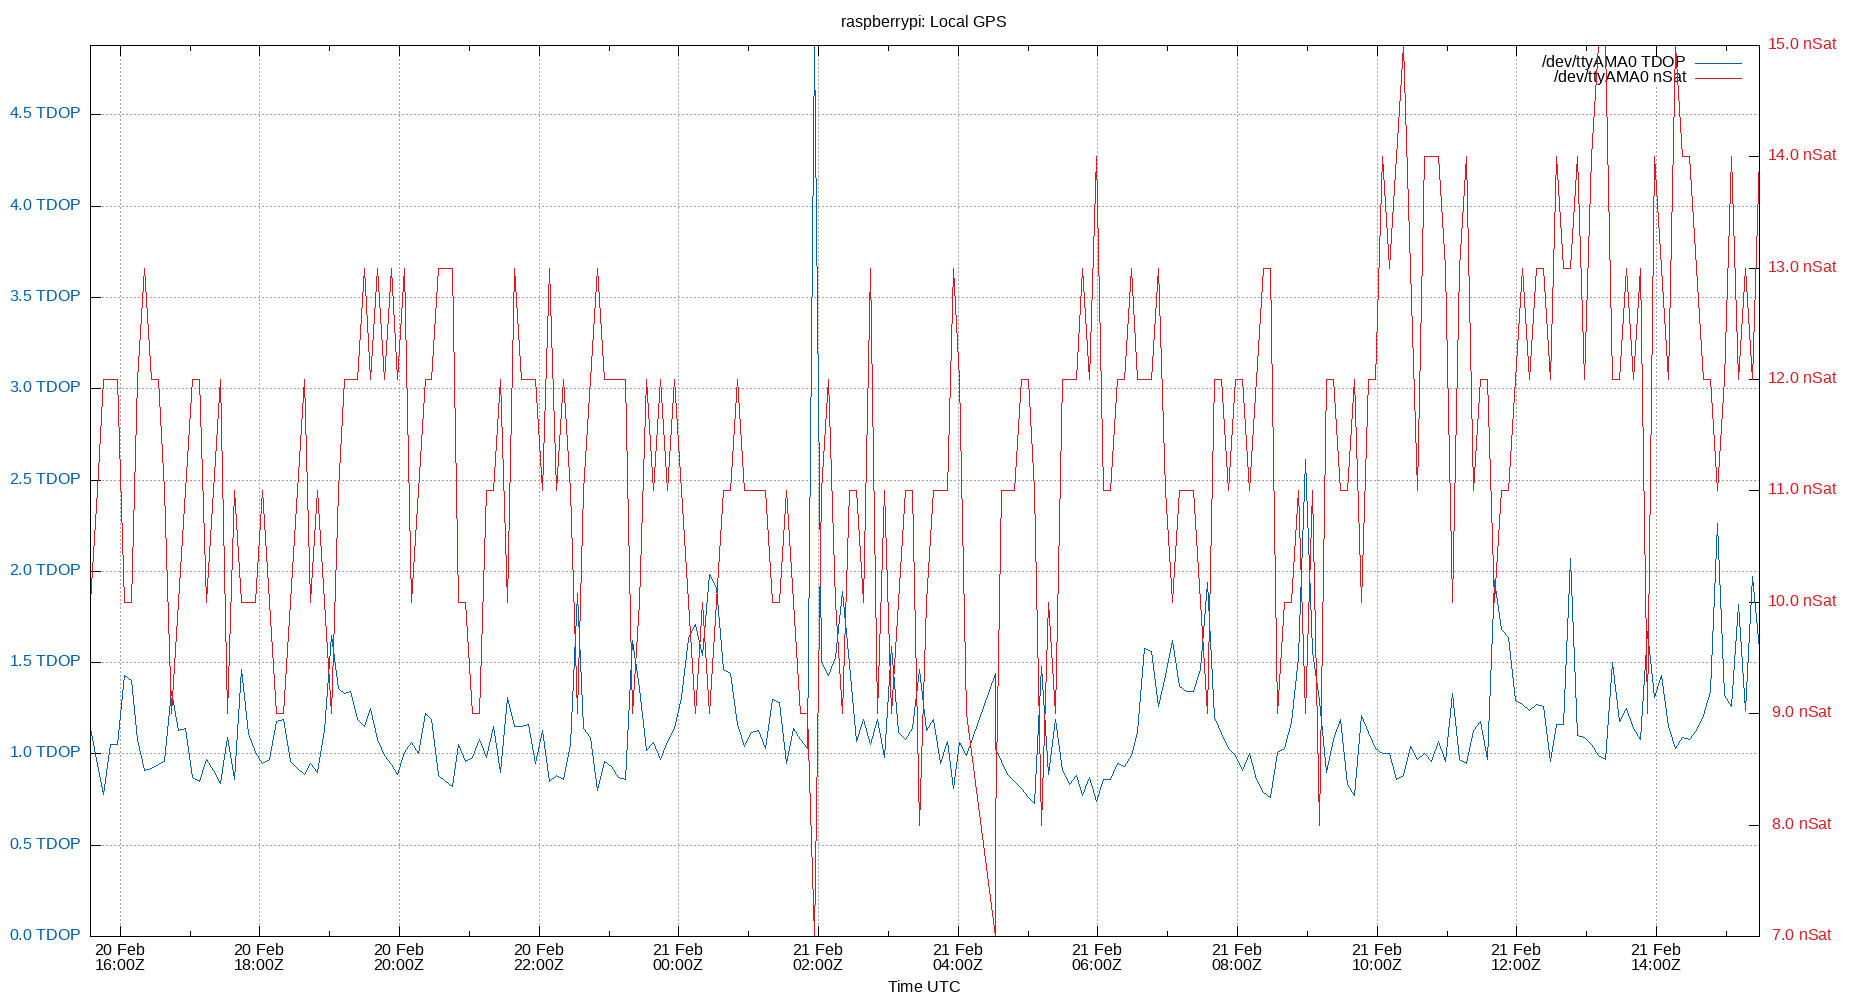 raspberrypi: Local GPS
/dev/ttyAMA0 TDOP
/dev/ttyAMA0 nSat
4.5 TDOP
4.0 TDOP
3.5 TDOP
3.0 TDOP
2.5 TDOP
2.0 TDOP
1.5 TDOP
1.0 TDOP
0.5 TDOP
0.0 TDOP
15.0 nSat
14.0 nSat
13.0 nSat
12.0 nSat
11.0 nSat
10.0 nSat
9.0 nSat
8.0 nSat
7.0 nSat
20 Feb
16:00Z
20 Feb
18:00Z
20 Feb
20:00Z
20 Feb
22:00Z
21 Feb
00:00Z
21 Feb
02:00Z
21 Feb
04:00Z
21 Feb
06:00Z
21 Feb
08:00Z
21 Feb
10:00Z
21 Feb
12:00Z
21 Feb
14:00Z
Time UTC